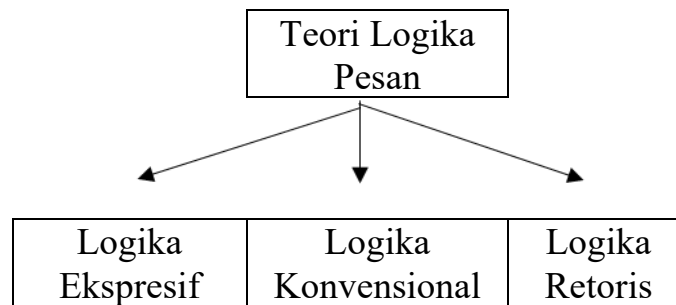 Teori Logika
Pesan
Logika
Ekspresif
Logika
Konvensional
Logika
Retoris